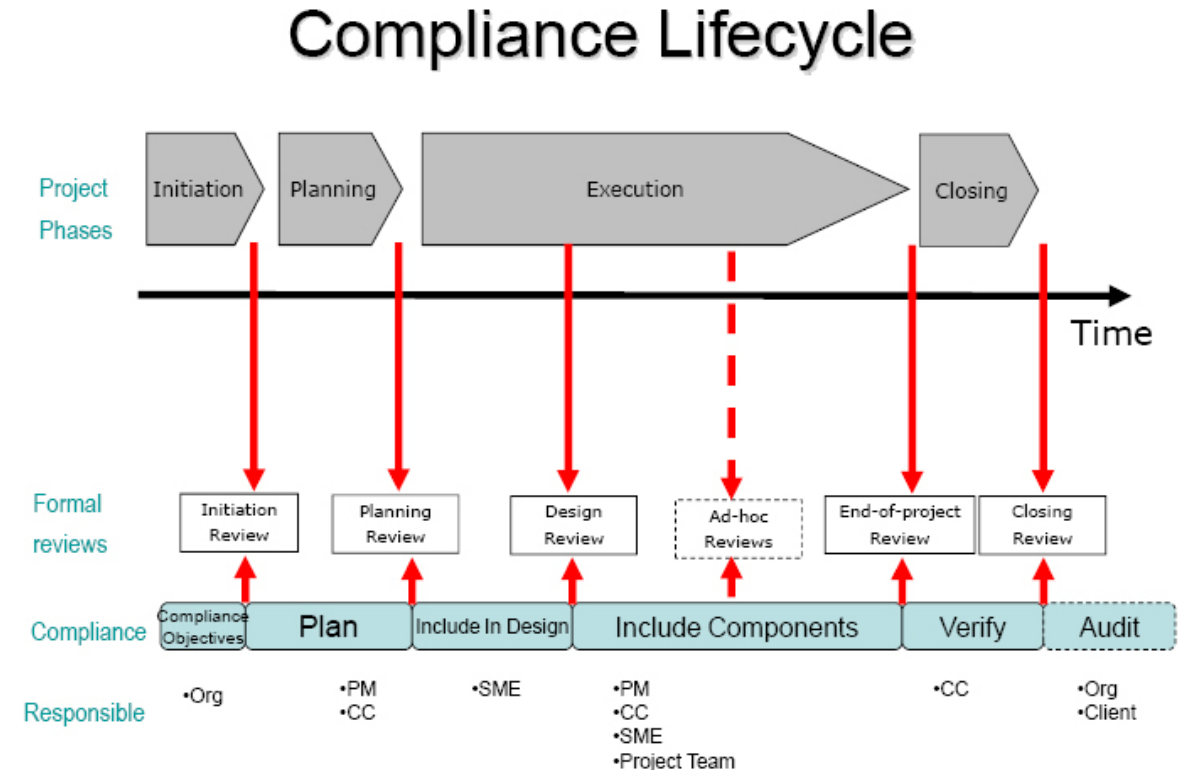 Compliance Lifecycle
Project
Phases
Initiation
Planning
Execution
Closing
Time
Formal
reviews
Initiation
Review
Planning
Review
Design
Review
Ad-hoc
Reviews
End-of-project
Review
Closing
Review
Compliance
Compliance
Objectives
Plan
Include In Design
Include Components
Verify
Audit
Responsible
•Org
•PM
•CC
•SME
•PM
•CC
•SME
•Project Team
•CC
•Org
•Client